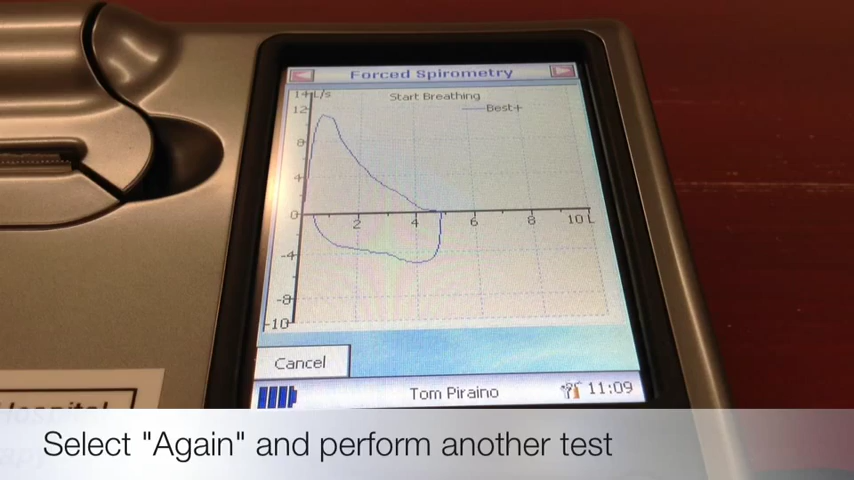 Forced Spirometry
14 L/s
Start Breathing
Best+
12
8
4
0
2
4
6
8
10 L
-4
-8
-10
Cancel
Tom Piraino
11:09
Hospital
Select "Again" and perform another test